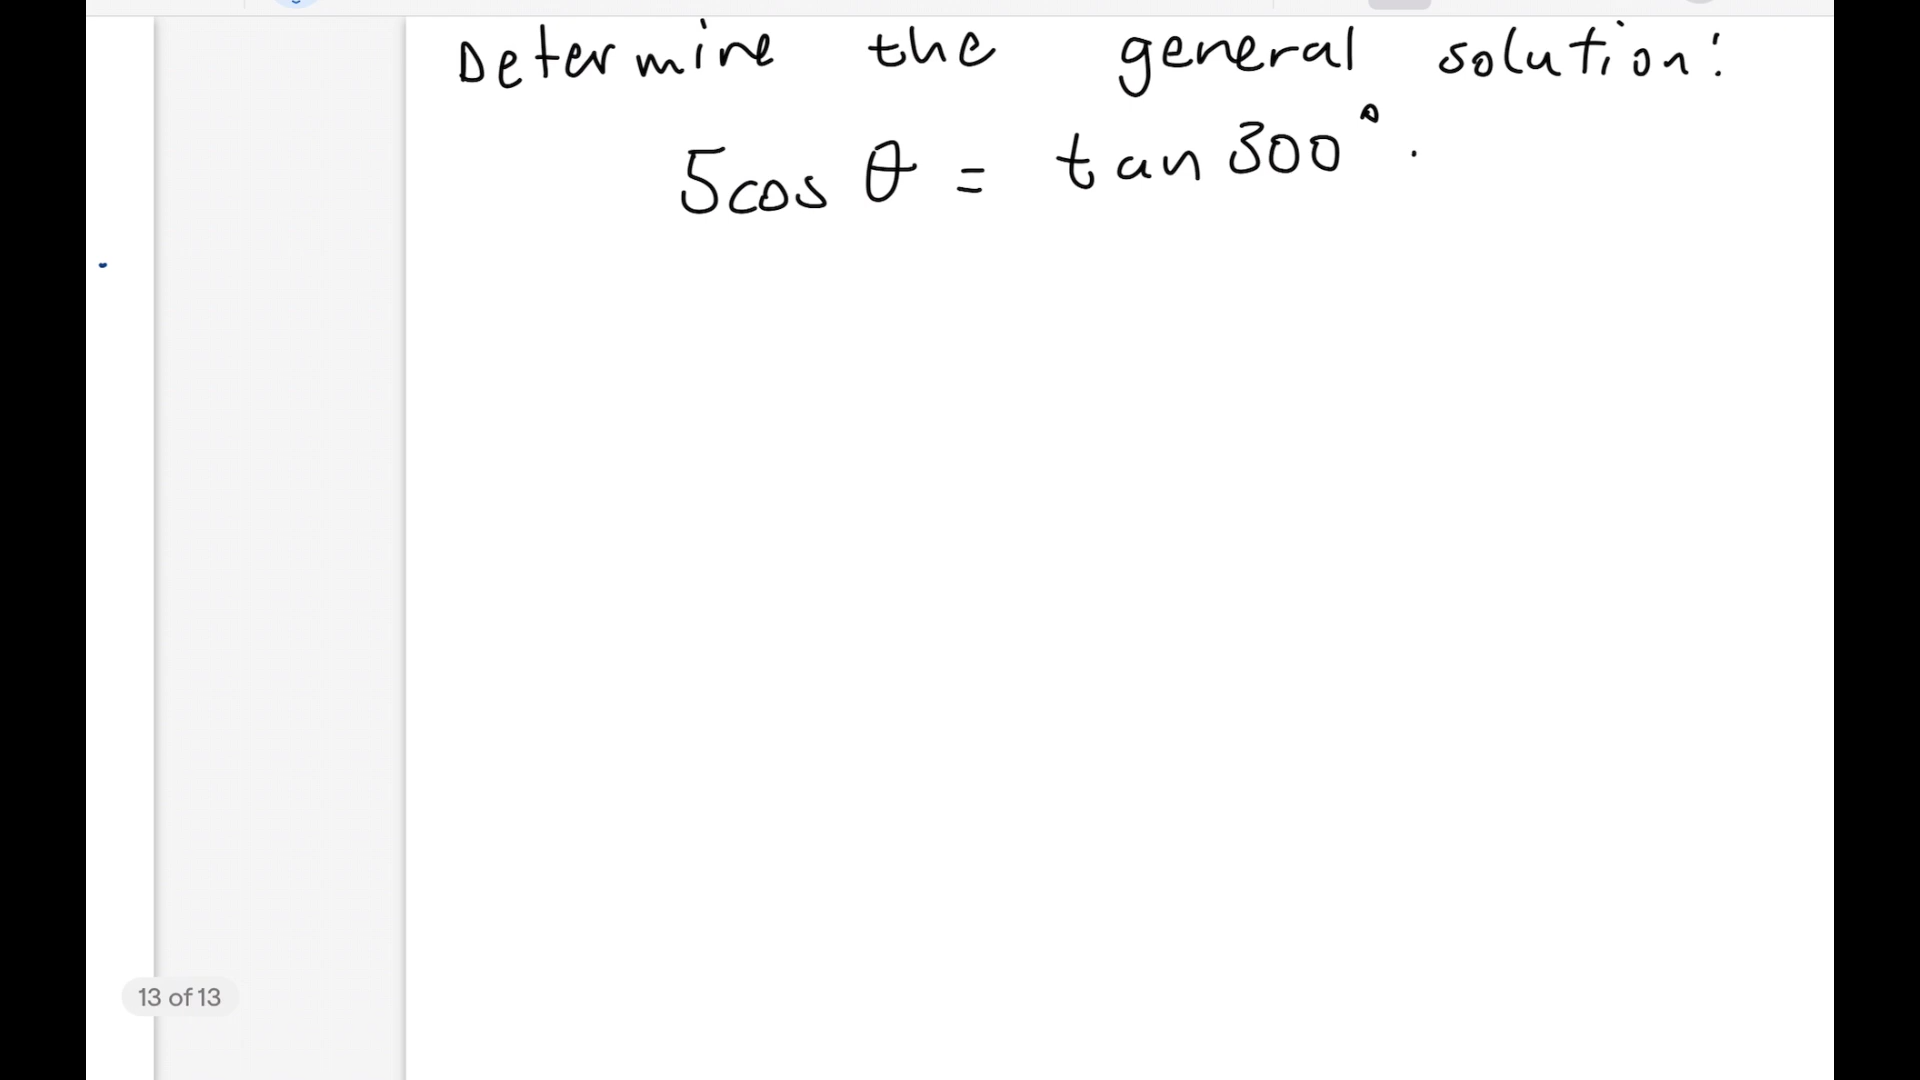 Determine the general solution:
5cos θ = tan 300°.
13 of 13